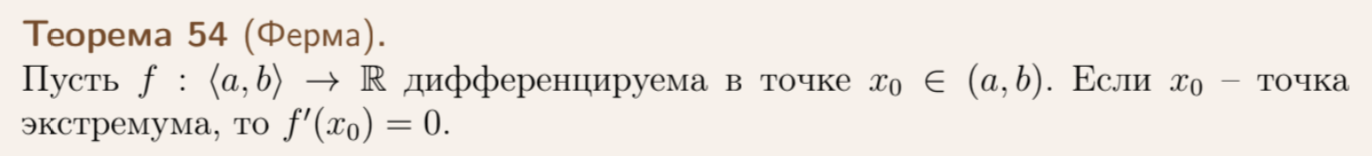 Теорема 54 (Ферма).
Пусть f : ⟨a, b⟩ → ℝ дифференцируема в точке x₀ ∈ (a, b). Если x₀ – точка
экстремума, то f′(x₀) = 0.